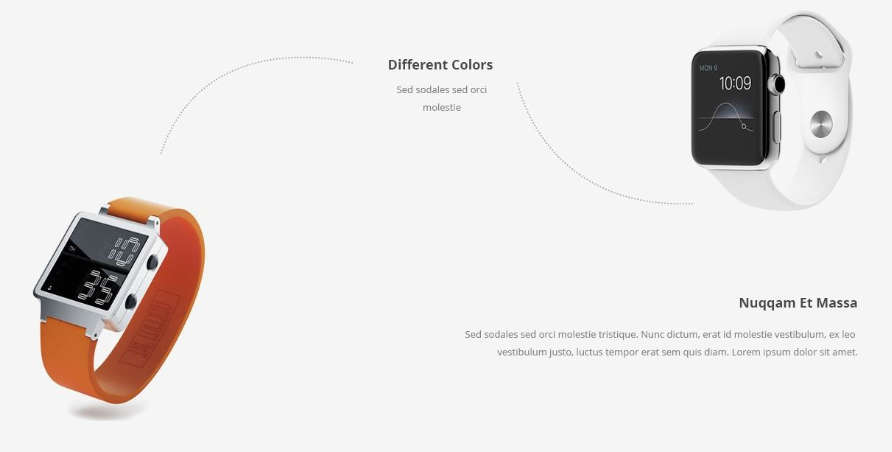 Different Colors
Sed sodales sed orci
molestie
MON 9
10:09
Nuqqam Et Massa
Sed sodales sed orci molestie tristique. Nunc dictum, erat id molestie vestibulum, ex leo
vestibulum justo, luctus tempor erat sem quis diam. Lorem ipsum dolor sit amet.